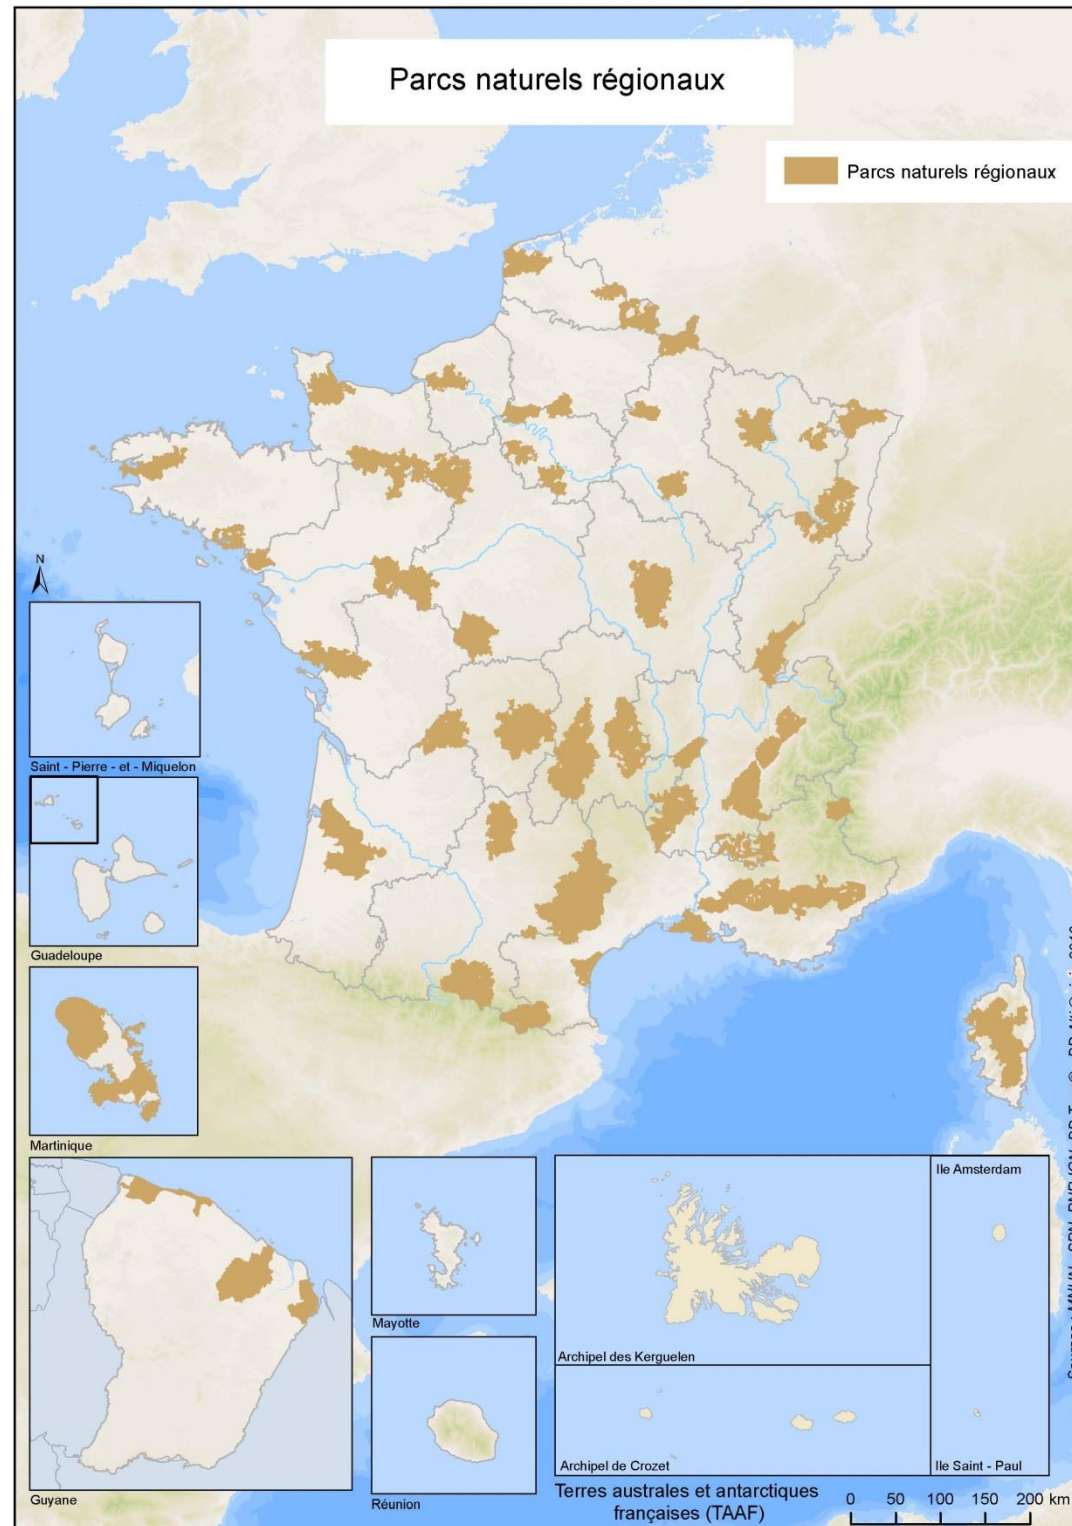 Parcs naturels régionaux
Parcs naturels régionaux
N
Saint - Pierre - et - Miquelon
Guadeloupe
Martinique
Guyane
Mayotte
Réunion
Archipel des Kerguelen
Ile Amsterdam
Archipel de Crozet
Ile Saint - Paul
Terres australes et antarctiques
françaises (TAAF)
0 50 100 150 200 km